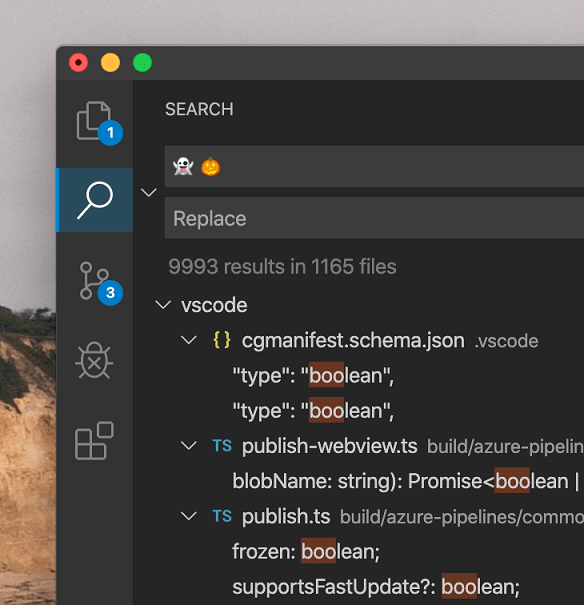 SEARCH
1
👻 🎃
Replace
9993 results in 1165 files
3
vscode
{} cgmanifest.schema.json .vscode
"type": "boolean",
"type": "boolean",
TS publish-webview.ts build/azure-pipelin
blobName: string): Promise<boolean |
TS publish.ts build/azure-pipelines/commo
frozen: boolean;
supportsFastUpdate?: boolean;